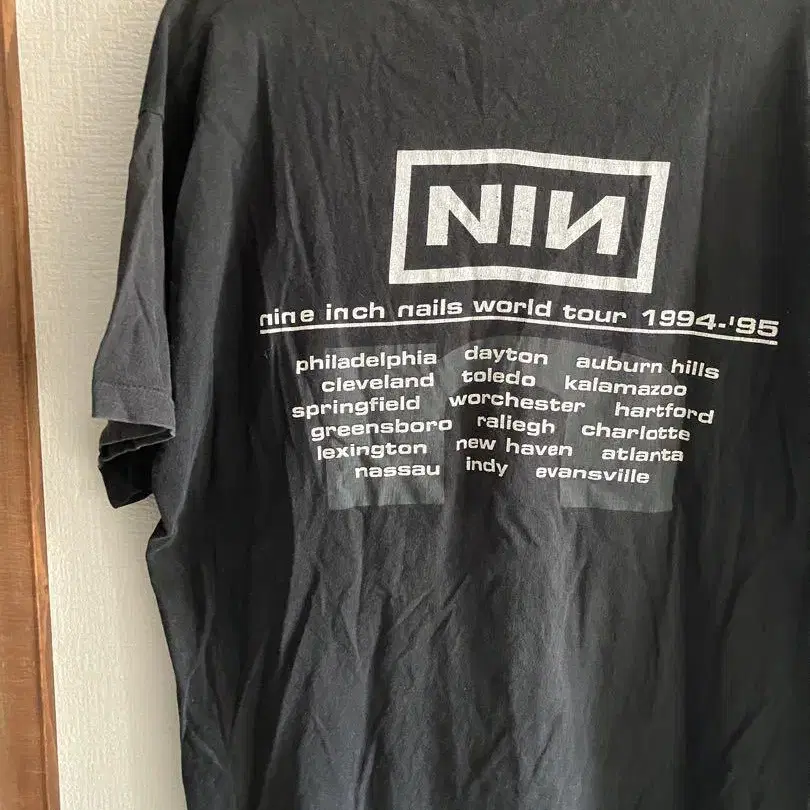 NIИ
nine inch nails world tour 1994-'95
philadelphia dayton auburn hills
cleveland toledo kalamazoo
springfield worchester hartford
greensboro raliegh charlotte
lexington new haven atlanta
nassau indy evansville